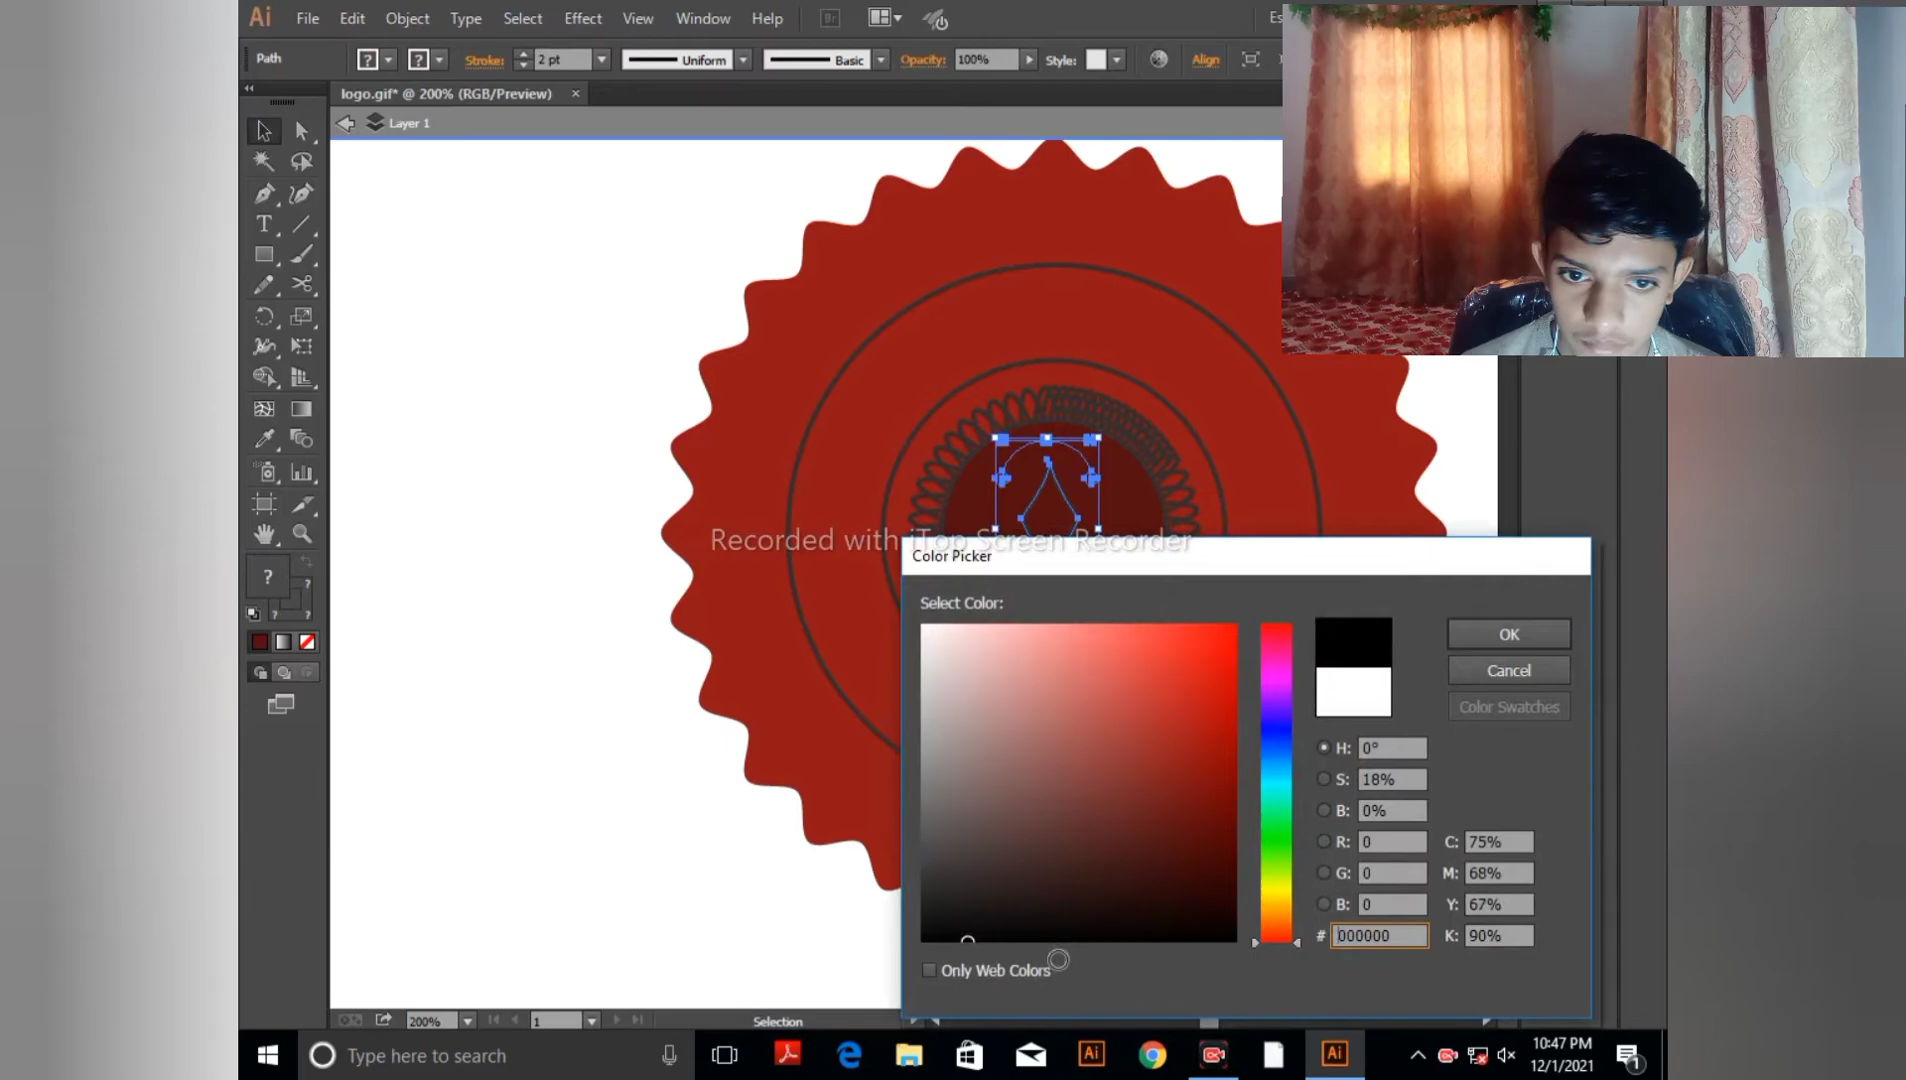 Ai File Edit Object Type Select Effect View Window Help Br Es
Path ? ? Stroke: 2 pt Uniform Basic Opacity: 100% Style: Align
logo.gif* @ 200% (RGB/Preview) ×
Layer 1
Recorded with iTop Screen Recorder
Color Picker
Select Color:
OK
Cancel
Color Swatches
H: 0°
S: 18%
B: 0%
R: 0 C: 75%
G: 0 M: 68%
B: 0 Y: 67%
# 000000 K: 90%
Only Web Colors
200% 1 Selection
Type here to search
10:47 PM
12/1/2021